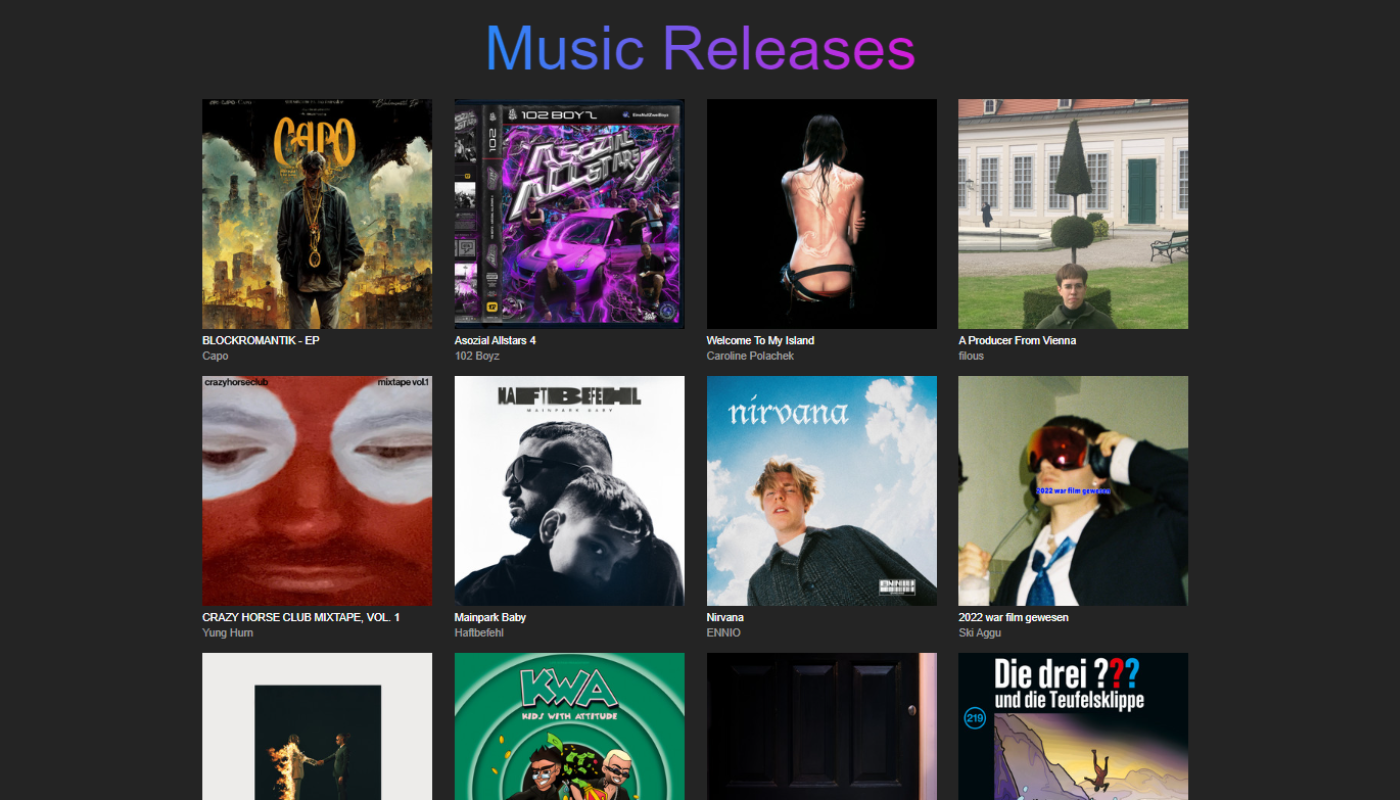 Music Releases
CAPO
102 BOYZ
102
ASOZIAL
ALLSTARS 4
BLOCKROMANTIK - EP
Capo
Asozial Allstars 4
102 Boyz
Welcome To My Island
Caroline Polachek
A Producer From Vienna
filous
crazyhorseclub
mixtape vol.1
HAFTBEFEHL
MAINPARK BABY
nirvana
2022 war film gewesen
CRAZY HORSE CLUB MIXTAPE, VOL. 1
Yung Hurn
Mainpark Baby
Haftbefehl
Nirvana
ENNIO
2022 war film gewesen
Ski Aggu
KWA
KIDS WITH ATTITUDE
Die drei ???
und die Teufelsklippe
219